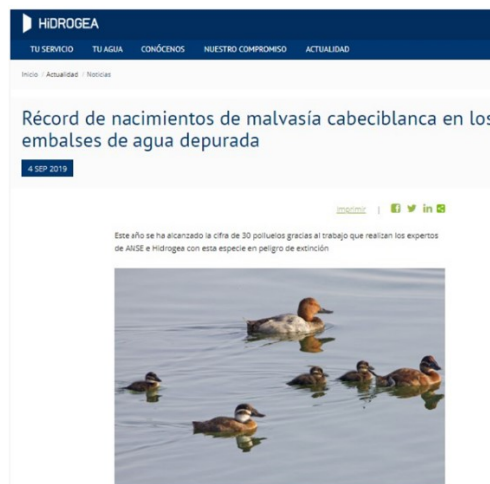 HiDROGEA
TU SERVICIO TU AGUA CONÓCENOS NUESTRO COMPROMISO ACTUALIDAD
Inicio / Actualidad / Noticias
Récord de nacimientos de malvasía cabeciblanca en los
embalses de agua depurada
4 SEP 2019
imprimir |
Este año se ha alcanzado la cifra de 30 polluelos gracias al trabajo que realizan los expertos
de ANSE e Hidrogea con esta especie en peligro de extinción